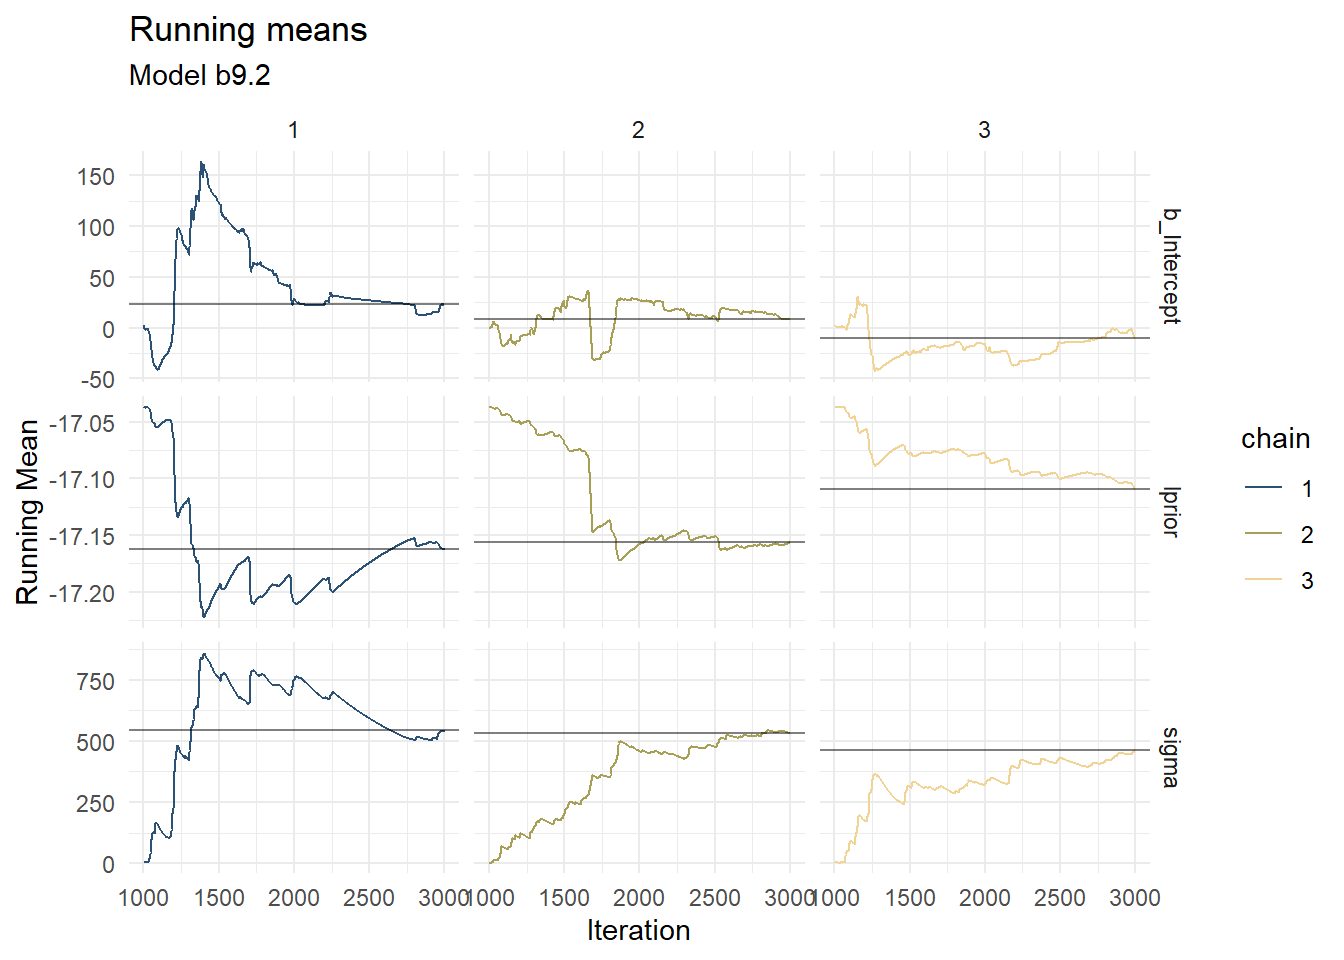 Running means
Model b9.2
1 2 3
150
100
50
0
-50
b_Intercept
-17.05
-17.10
-17.15
-17.20
lprior
750
500
250
0
sigma
1000 1500 2000 2500 3000 1000 1500 2000 2500 3000 1000 1500 2000 2500 3000
Iteration
Running Mean
chain
1
2
3